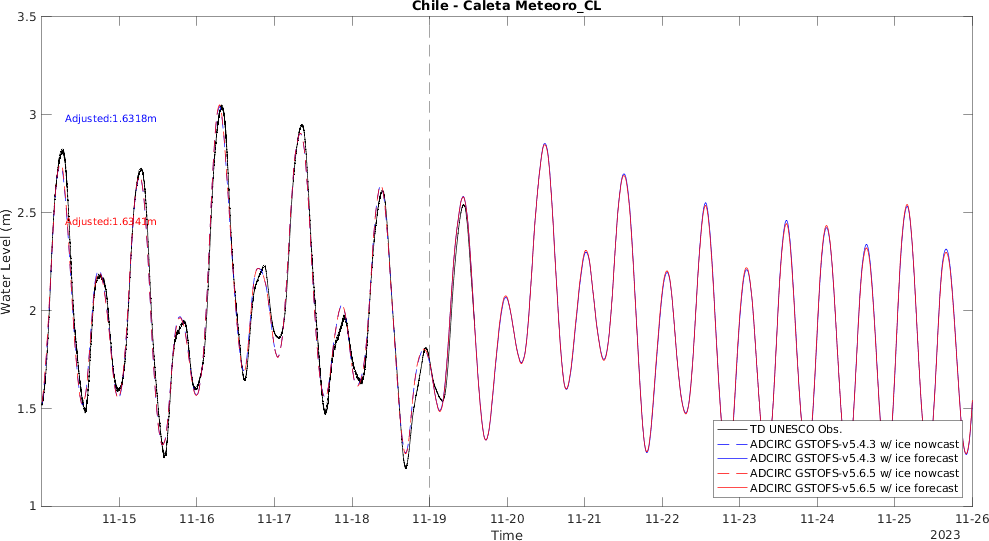 Chile - Caleta Meteoro_CL
3.5
3
2.5
2
1.5
1
Water Level (m)
Adjusted:1.6318m
Adjusted:1.6341m
TD UNESCO Obs.
ADCIRC GSTOFS-v5.4.3 w/ ice nowcast
ADCIRC GSTOFS-v5.4.3 w/ ice forecast
ADCIRC GSTOFS-v5.6.5 w/ ice nowcast
ADCIRC GSTOFS-v5.6.5 w/ ice forecast
11-15 11-16 11-17 11-18 11-19 11-20 11-21 11-22 11-23 11-24 11-25 11-26
Time
2023